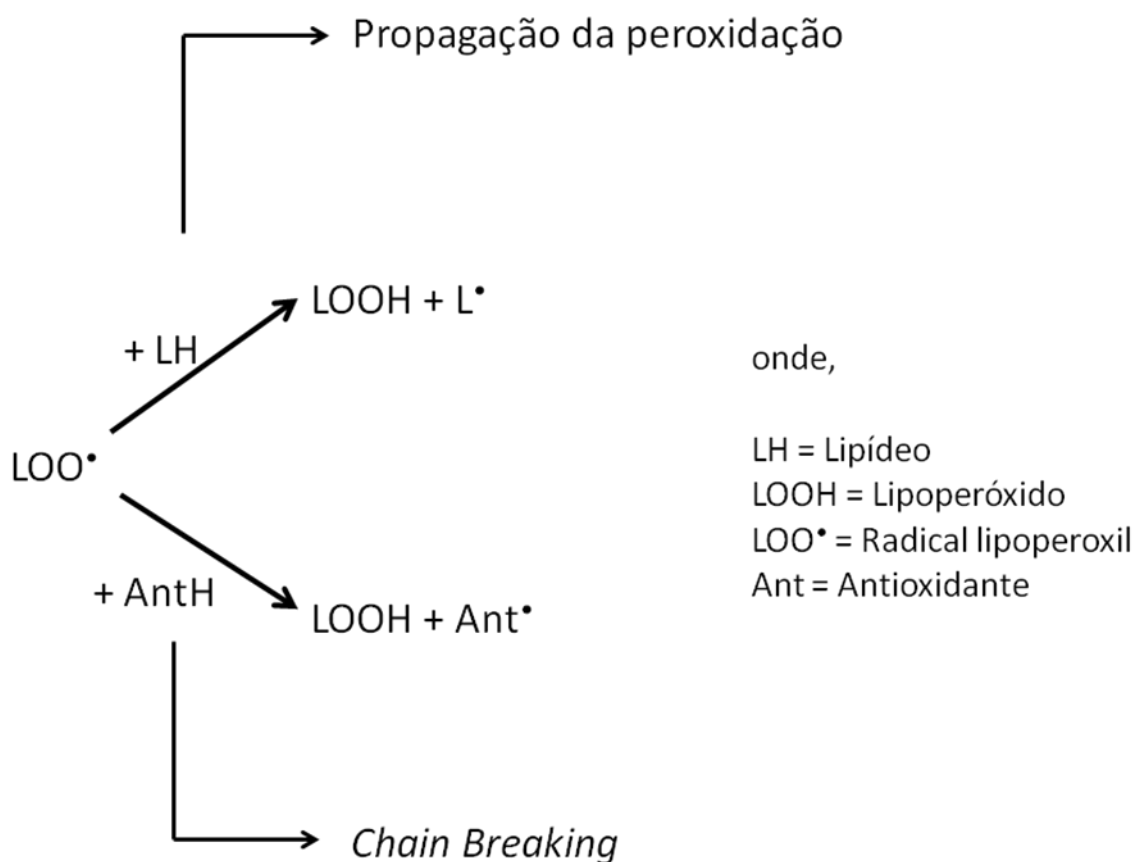 Propagação da peroxidação
LOOH + L•
+ LH
onde,
LOO•
LH = Lipídeo
LOOH = Lipoperóxido
LOO• = Radical lipoperoxil
Ant = Antioxidante
+ AntH
LOOH + Ant•
Chain Breaking